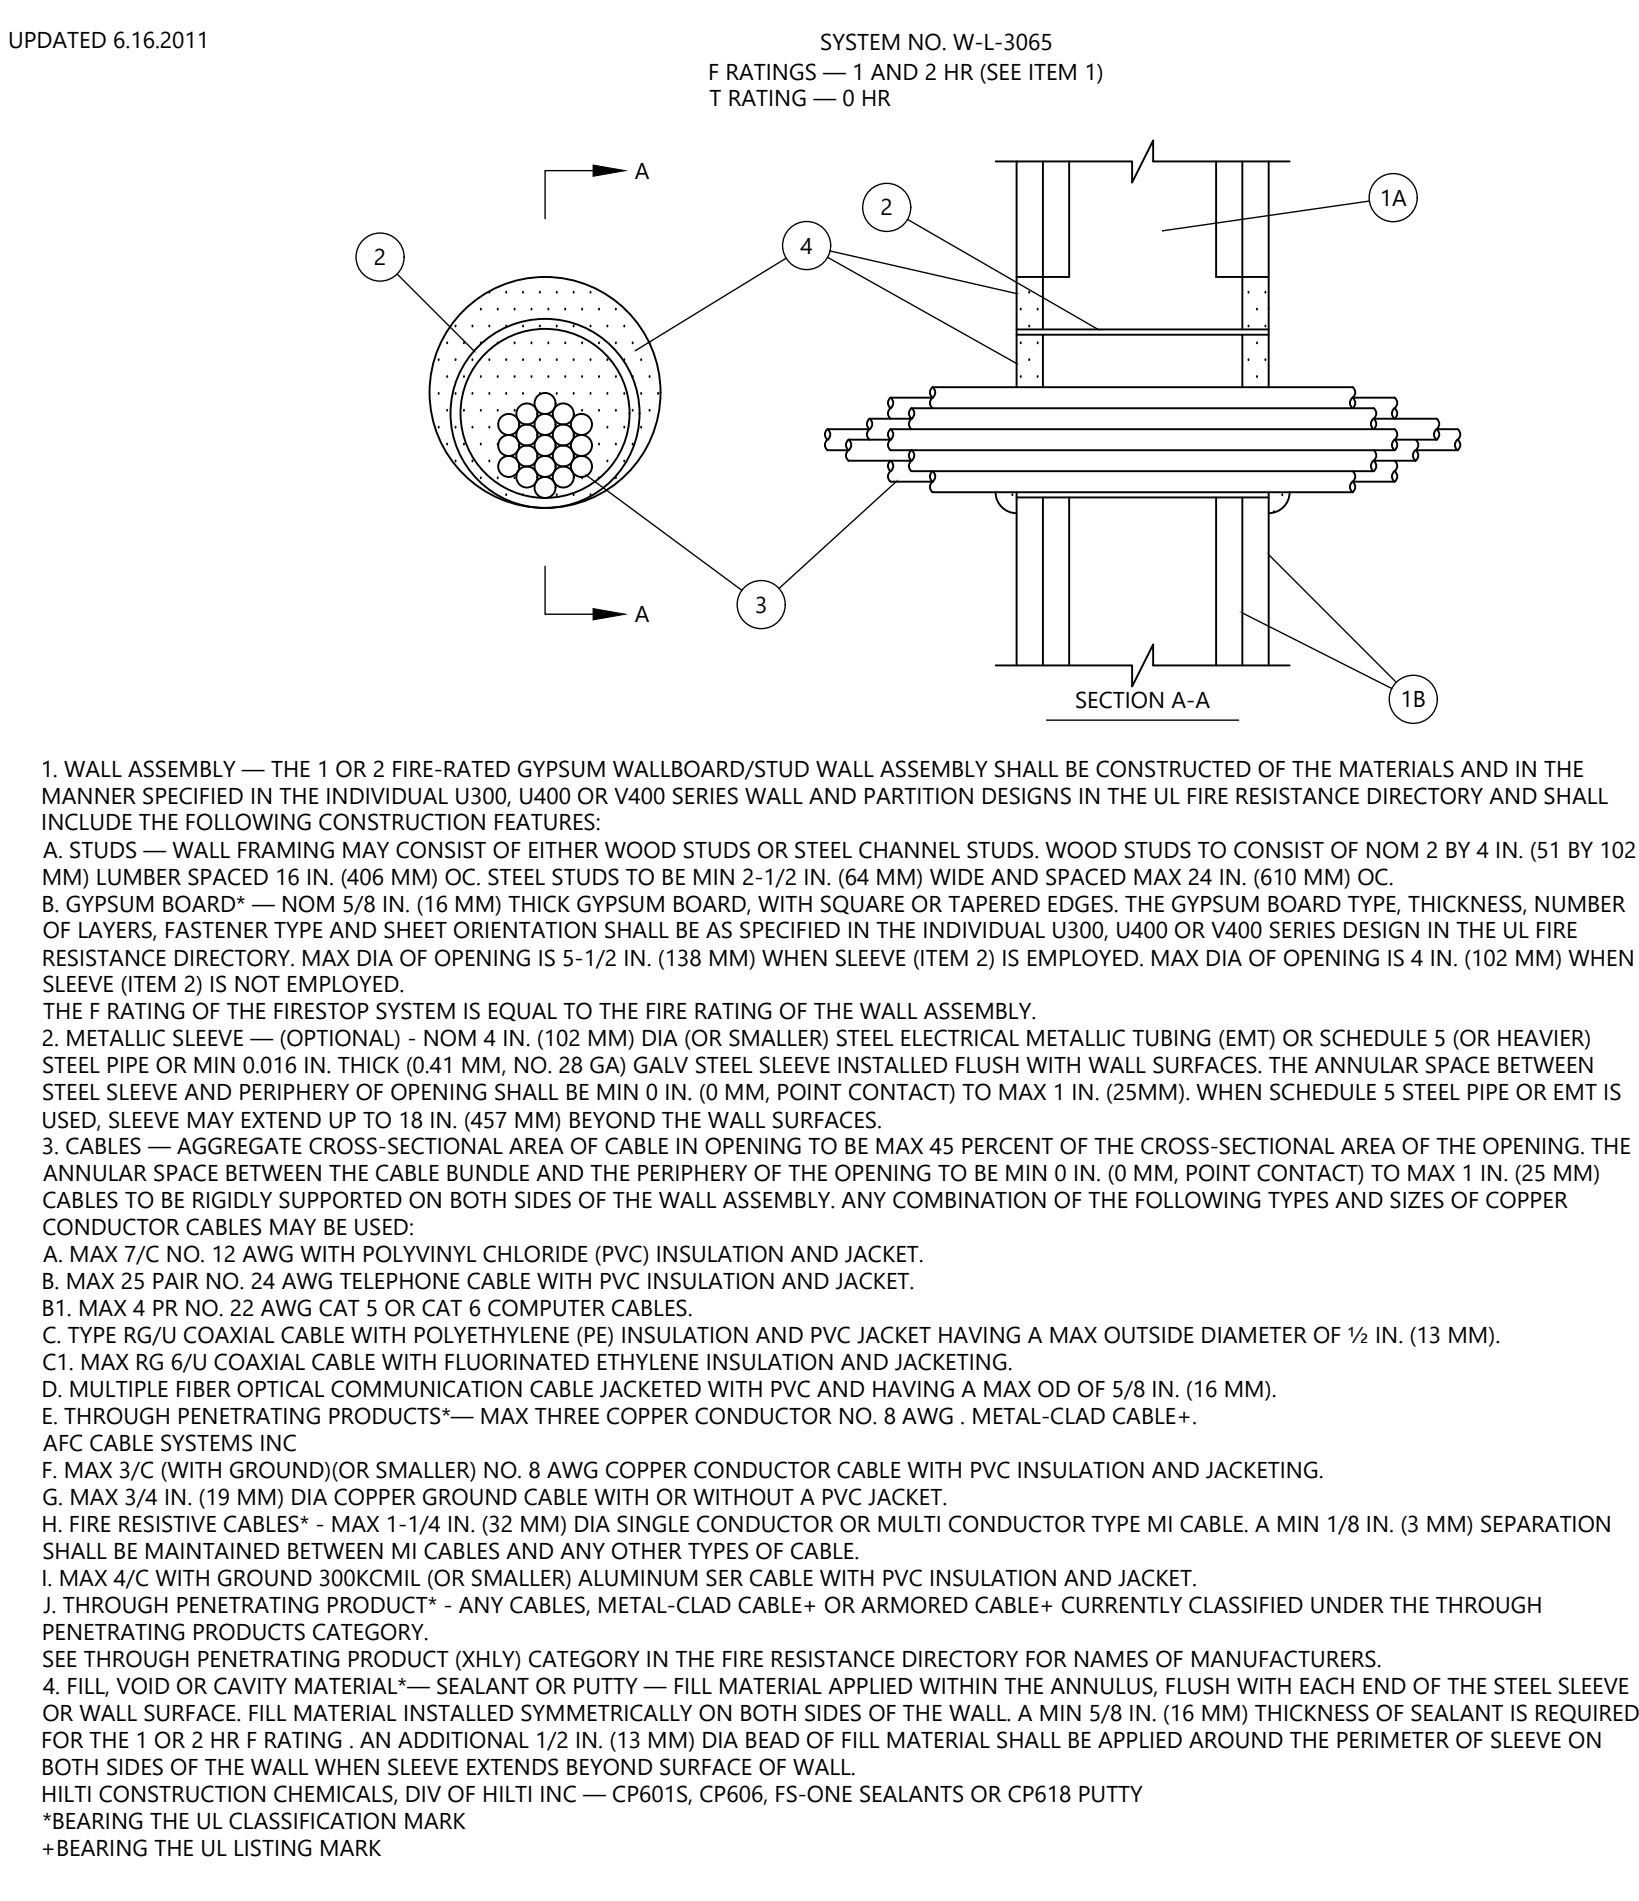 UPDATED 6.16.2011
SYSTEM NO. W-L-3065
F RATINGS — 1 AND 2 HR (SEE ITEM 1)
T RATING — 0 HR
A
2
4
2
1A
3
A
1B
SECTION A-A
1. WALL ASSEMBLY — THE 1 OR 2 FIRE-RATED GYPSUM WALLBOARD/STUD WALL ASSEMBLY SHALL BE CONSTRUCTED OF THE MATERIALS AND IN THE
MANNER SPECIFIED IN THE INDIVIDUAL U300, U400 OR V400 SERIES WALL AND PARTITION DESIGNS IN THE UL FIRE RESISTANCE DIRECTORY AND SHALL
INCLUDE THE FOLLOWING CONSTRUCTION FEATURES:
A. STUDS — WALL FRAMING MAY CONSIST OF EITHER WOOD STUDS OR STEEL CHANNEL STUDS. WOOD STUDS TO CONSIST OF NOM 2 BY 4 IN. (51 BY 102
MM) LUMBER SPACED 16 IN. (406 MM) OC. STEEL STUDS TO BE MIN 2-1/2 IN. (64 MM) WIDE AND SPACED MAX 24 IN. (610 MM) OC.
B. GYPSUM BOARD* — NOM 5/8 IN. (16 MM) THICK GYPSUM BOARD, WITH SQUARE OR TAPERED EDGES. THE GYPSUM BOARD TYPE, THICKNESS, NUMBER
OF LAYERS, FASTENER TYPE AND SHEET ORIENTATION SHALL BE AS SPECIFIED IN THE INDIVIDUAL U300, U400 OR V400 SERIES DESIGN IN THE UL FIRE
RESISTANCE DIRECTORY. MAX DIA OF OPENING IS 5-1/2 IN. (138 MM) WHEN SLEEVE (ITEM 2) IS EMPLOYED. MAX DIA OF OPENING IS 4 IN. (102 MM) WHEN
SLEEVE (ITEM 2) IS NOT EMPLOYED.
THE F RATING OF THE FIRESTOP SYSTEM IS EQUAL TO THE FIRE RATING OF THE WALL ASSEMBLY.
2. METALLIC SLEEVE — (OPTIONAL) - NOM 4 IN. (102 MM) DIA (OR SMALLER) STEEL ELECTRICAL METALLIC TUBING (EMT) OR SCHEDULE 5 (OR HEAVIER)
STEEL PIPE OR MIN 0.016 IN. THICK (0.41 MM, NO. 28 GA) GALV STEEL SLEEVE INSTALLED FLUSH WITH WALL SURFACES. THE ANNULAR SPACE BETWEEN
STEEL SLEEVE AND PERIPHERY OF OPENING SHALL BE MIN 0 IN. (0 MM, POINT CONTACT) TO MAX 1 IN. (25MM). WHEN SCHEDULE 5 STEEL PIPE OR EMT IS
USED, SLEEVE MAY EXTEND UP TO 18 IN. (457 MM) BEYOND THE WALL SURFACES.
3. CABLES — AGGREGATE CROSS-SECTIONAL AREA OF CABLE IN OPENING TO BE MAX 45 PERCENT OF THE CROSS-SECTIONAL AREA OF THE OPENING. THE
ANNULAR SPACE BETWEEN THE CABLE BUNDLE AND THE PERIPHERY OF THE OPENING TO BE MIN 0 IN. (0 MM, POINT CONTACT) TO MAX 1 IN. (25 MM)
CABLES TO BE RIGIDLY SUPPORTED ON BOTH SIDES OF THE WALL ASSEMBLY. ANY COMBINATION OF THE FOLLOWING TYPES AND SIZES OF COPPER
CONDUCTOR CABLES MAY BE USED:
A. MAX 7/C NO. 12 AWG WITH POLYVINYL CHLORIDE (PVC) INSULATION AND JACKET.
B. MAX 25 PAIR NO. 24 AWG TELEPHONE CABLE WITH PVC INSULATION AND JACKET.
B1. MAX 4 PR NO. 22 AWG CAT 5 OR CAT 6 COMPUTER CABLES.
C. TYPE RG/U COAXIAL CABLE WITH POLYETHYLENE (PE) INSULATION AND PVC JACKET HAVING A MAX OUTSIDE DIAMETER OF ½ IN. (13 MM).
C1. MAX RG 6/U COAXIAL CABLE WITH FLUORINATED ETHYLENE INSULATION AND JACKETING.
D. MULTIPLE FIBER OPTICAL COMMUNICATION CABLE JACKETED WITH PVC AND HAVING A MAX OD OF 5/8 IN. (16 MM).
E. THROUGH PENETRATING PRODUCTS*— MAX THREE COPPER CONDUCTOR NO. 8 AWG . METAL-CLAD CABLE+.
AFC CABLE SYSTEMS INC
F. MAX 3/C (WITH GROUND)(OR SMALLER) NO. 8 AWG COPPER CONDUCTOR CABLE WITH PVC INSULATION AND JACKETING.
G. MAX 3/4 IN. (19 MM) DIA COPPER GROUND CABLE WITH OR WITHOUT A PVC JACKET.
H. FIRE RESISTIVE CABLES* - MAX 1-1/4 IN. (32 MM) DIA SINGLE CONDUCTOR OR MULTI CONDUCTOR TYPE MI CABLE. A MIN 1/8 IN. (3 MM) SEPARATION
SHALL BE MAINTAINED BETWEEN MI CABLES AND ANY OTHER TYPES OF CABLE.
I. MAX 4/C WITH GROUND 300KCMIL (OR SMALLER) ALUMINUM SER CABLE WITH PVC INSULATION AND JACKET.
J. THROUGH PENETRATING PRODUCT* - ANY CABLES, METAL-CLAD CABLE+ OR ARMORED CABLE+ CURRENTLY CLASSIFIED UNDER THE THROUGH
PENETRATING PRODUCTS CATEGORY.
SEE THROUGH PENETRATING PRODUCT (XHLY) CATEGORY IN THE FIRE RESISTANCE DIRECTORY FOR NAMES OF MANUFACTURERS.
4. FILL, VOID OR CAVITY MATERIAL*— SEALANT OR PUTTY — FILL MATERIAL APPLIED WITHIN THE ANNULUS, FLUSH WITH EACH END OF THE STEEL SLEEVE
OR WALL SURFACE. FILL MATERIAL INSTALLED SYMMETRICALLY ON BOTH SIDES OF THE WALL. A MIN 5/8 IN. (16 MM) THICKNESS OF SEALANT IS REQUIRED
FOR THE 1 OR 2 HR F RATING . AN ADDITIONAL 1/2 IN. (13 MM) DIA BEAD OF FILL MATERIAL SHALL BE APPLIED AROUND THE PERIMETER OF SLEEVE ON
BOTH SIDES OF THE WALL WHEN SLEEVE EXTENDS BEYOND SURFACE OF WALL.
HILTI CONSTRUCTION CHEMICALS, DIV OF HILTI INC — CP601S, CP606, FS-ONE SEALANTS OR CP618 PUTTY
*BEARING THE UL CLASSIFICATION MARK
+BEARING THE UL LISTING MARK